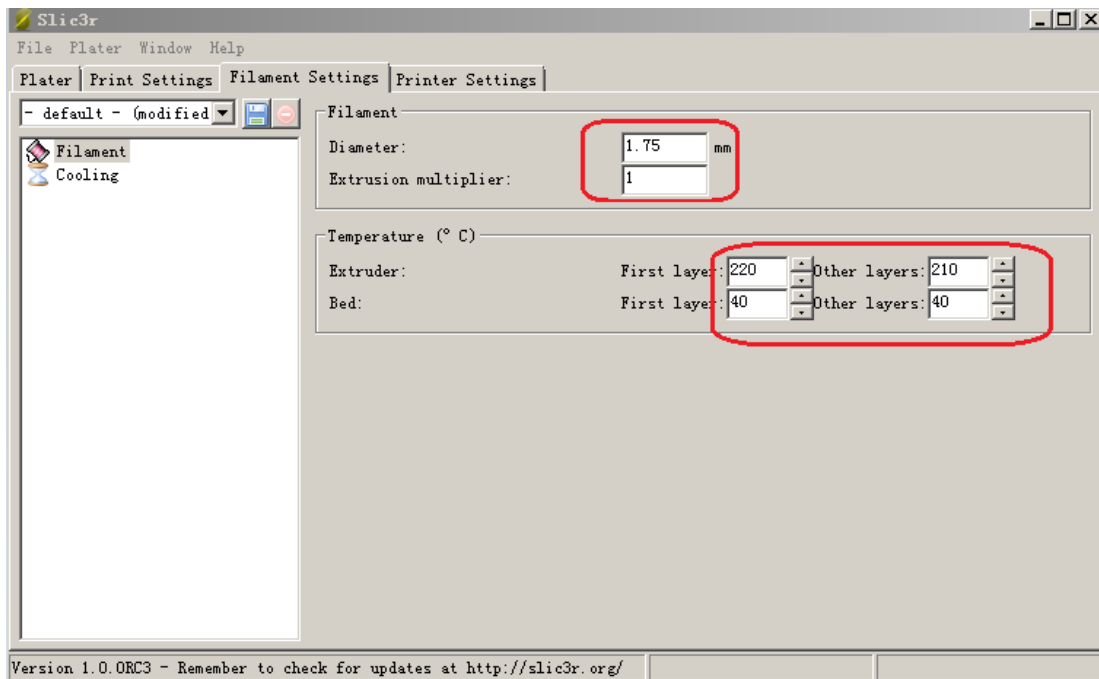 Slic3r
File Plater Window Help
Plater Print Settings Filament Settings Printer Settings
- default - (modified
Filament
Cooling
Filament
Diameter: 1.75 mm
Extrusion multiplier: 1
Temperature (° C)
Extruder: First layer: 220 Other layers: 210
Bed: First layer: 40 Other layers: 40
Version 1.0.0RC3 - Remember to check for updates at http://slic3r.org/